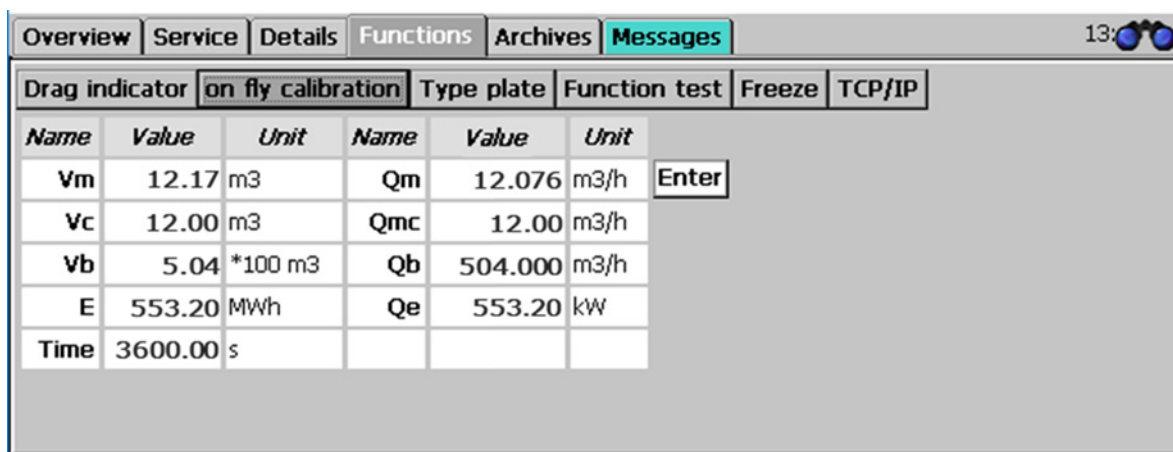 Overview Service Details Functions Archives Messages 13:
Drag indicator on fly calibration Type plate Function test Freeze TCP/IP
Name Value Unit Name Value Unit
Vm 12.17 m3 Qm 12.076 m3/h Enter
Vc 12.00 m3 Qmc 12.00 m3/h
Vb 5.04 *100 m3 Qb 504.000 m3/h
E 553.20 MWh Qe 553.20 kW
Time 3600.00 s